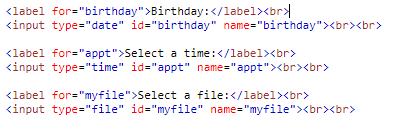 <label for="birthday">Birthday:</label><br>
<input type="date" id="birthday" name="birthday"><br><br>
<label for="appt">Select a time:</label><br>
<input type="time" id="appt" name="appt"><br><br>
<label for="myfile">Select a file:</label><br>
<input type="file" id="myfile" name="myfile"><br><br>